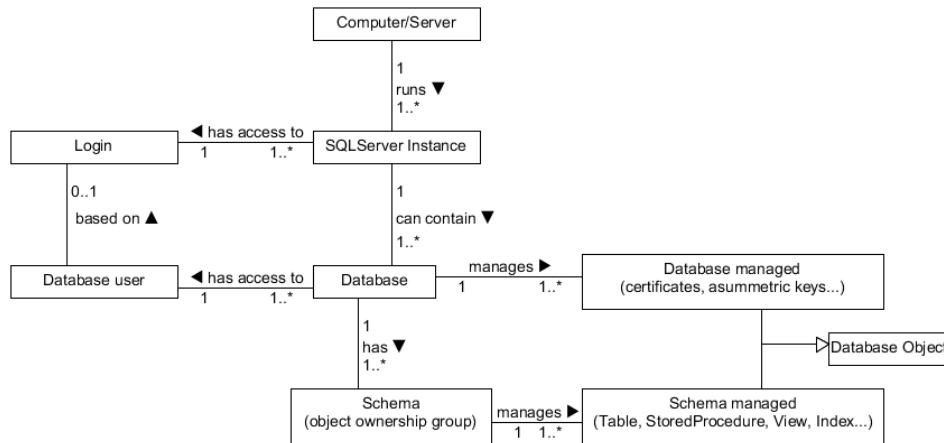 Computer/Server
1
runs ▼
1..*
Login
◀ has access to
1 1..*
SQLServer Instance
0..1
based on ▲
1
can contain ▼
1..*
Database user
◀ has access to
1 1..*
Database
manages ▶
1 1..*
Database managed
(certificates, asummetric keys...)
1
has ▼
1..*
Database Object
Schema
(object ownership group)
manages ▶
1 1..*
Schema managed
(Table, StoredProcedure, View, Index...)